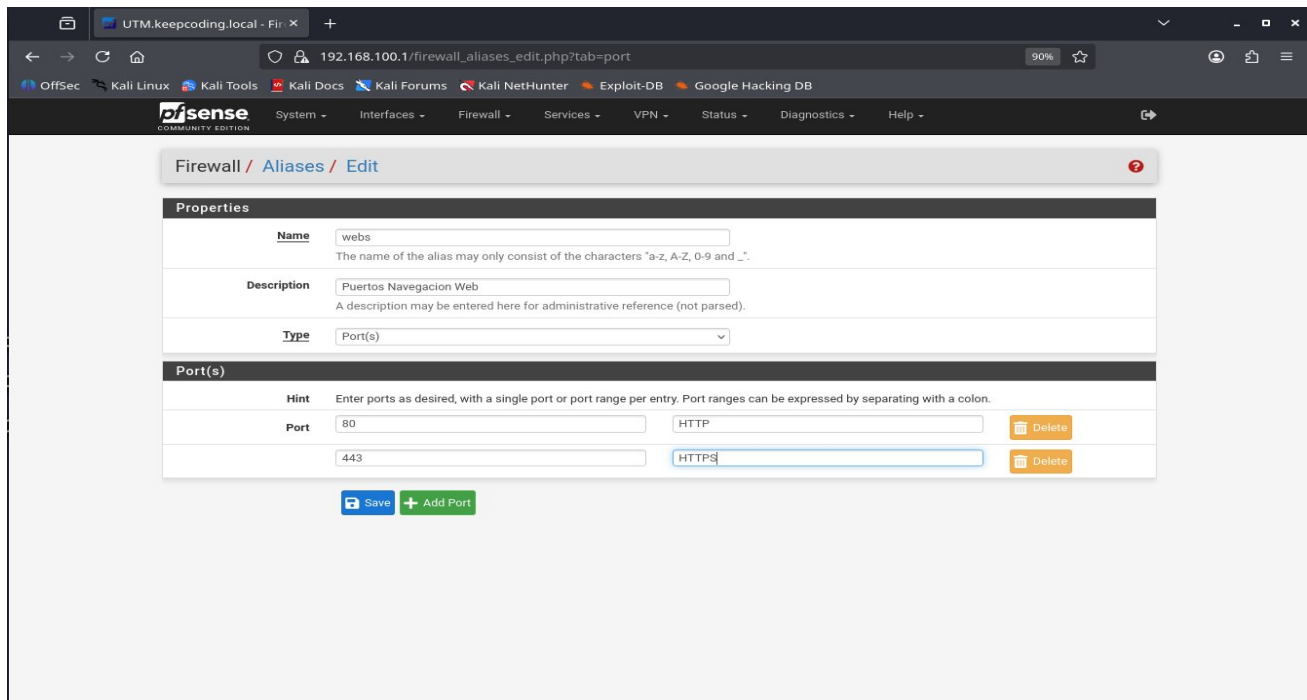 UTM.keepcoding.local - Fir
192.168.100.1/firewall_aliases_edit.php?tab=port
90%
OffSec Kali Linux Kali Tools Kali Docs Kali Forums Kali NetHunter Exploit-DB Google Hacking DB
pfsense System Interfaces Firewall Services VPN Status Diagnostics Help
COMMUNITY EDITION
Firewall / Aliases / Edit
Properties
Name webs
The name of the alias may only consist of the characters "a-z, A-Z, 0-9 and _".
Description Puertos Navegacion Web
A description may be entered here for administrative reference (not parsed).
Type Port(s)
Port(s)
Hint Enter ports as desired, with a single port or port range per entry. Port ranges can be expressed by separating with a colon.
Port 80 HTTP Delete
443 HTTPS Delete
Save + Add Port